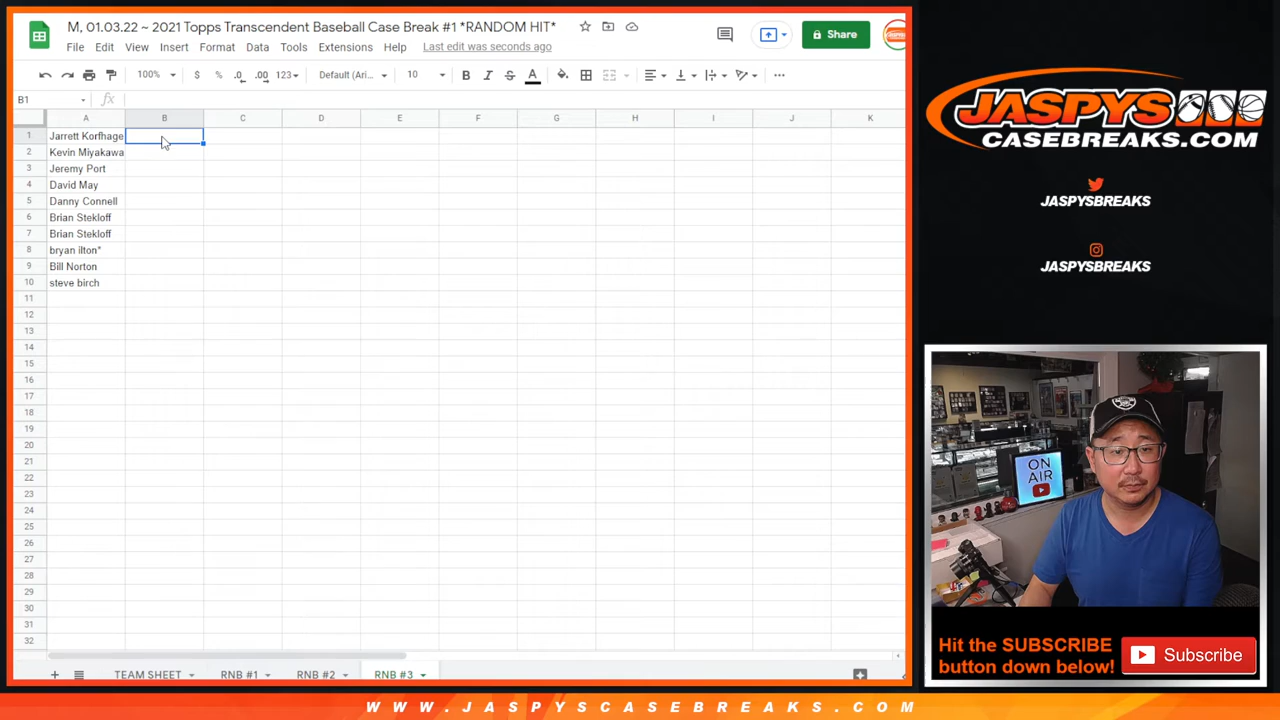 M, 01.03.22 ~ 2021 Topps Transcendent Baseball Case Break #1 *RANDOM HIT*
File Edit View Insert Format Data Tools Extensions Help Last edit was seconds ago
Share
100% $ % .0 .00 123 Default (Ari... 10 B I S A
B1 fx
A B C D E F G H I J K
1 Jarrett Korfhage
2 Kevin Miyakawa
3 Jeremy Port
4 David May
5 Danny Connell
6 Brian Stekloff
7 Brian Stekloff
8 bryan ilton*
9 Bill Norton
10 steve birch
11
12
13
14
15
16
17
18
19
20
21
22
23
24
25
26
27
28
29
30
31
32
TEAM SHEET RNB #1 RNB #2 RNB #3
JASPYS
CASEBREAKS.COM
JASPYSBREAKS
JASPYSBREAKS
ON
AIR
Hit the SUBSCRIBE
button down below!
Subscribe
WWW.JASPYSCASEBREAKS.COM